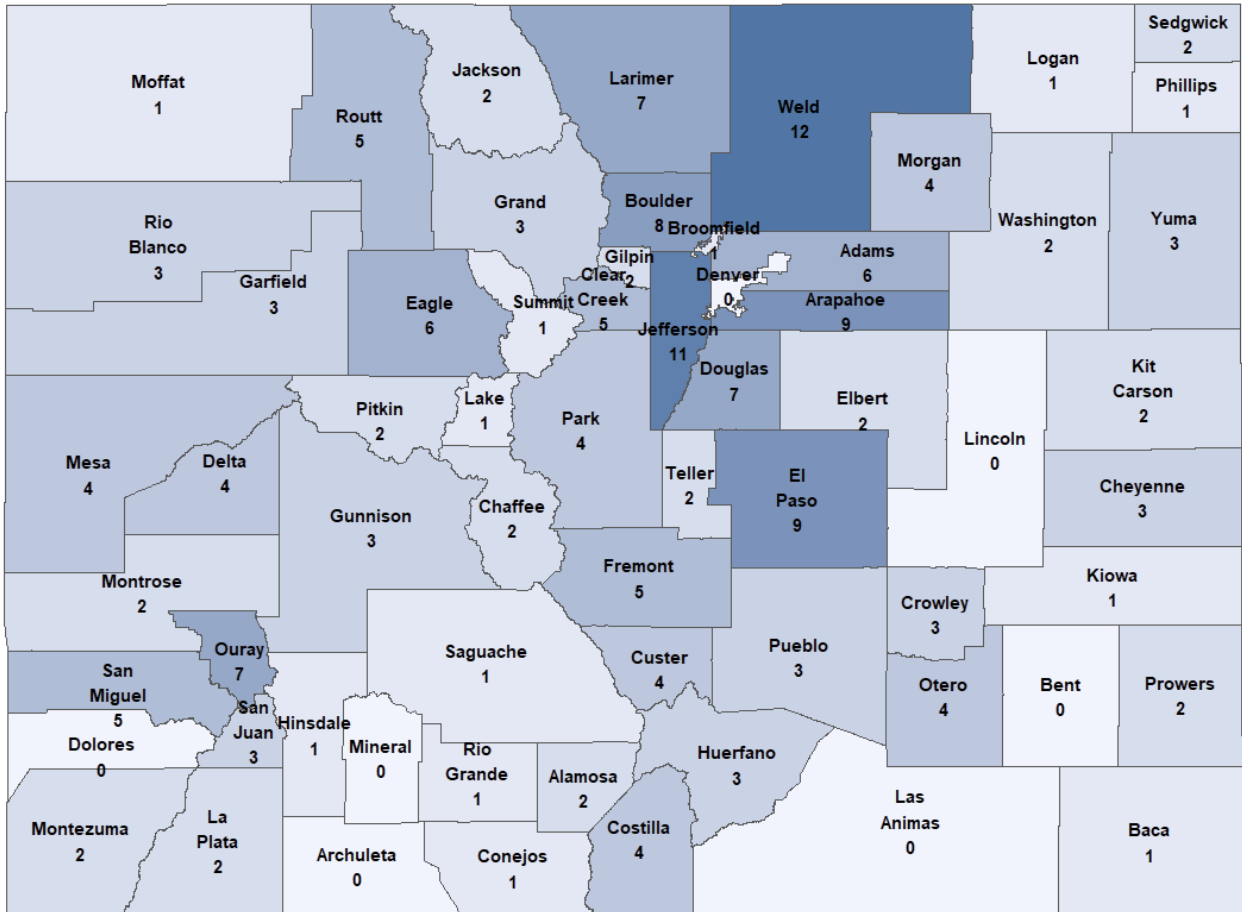 Moffat
1
Routt
5
Jackson
2
Larimer
7
Weld
12
Logan
1
Sedgwick
2
Phillips
1
Morgan
4
Washington
2
Yuma
3
Rio
Blanco
3
Garfield
3
Grand
3
Boulder
8
Broomfield
1
Gilpin
2
Clear
Creek
5
Adams
6
Denver
0
Arapahoe
9
Eagle
6
Summit
1
Jefferson
11
Douglas
7
Elbert
2
Lincoln
0
Kit
Carson
2
Mesa
4
Delta
4
Pitkin
2
Lake
1
Park
4
Teller
2
El
Paso
9
Cheyenne
3
Gunnison
3
Chaffee
2
Fremont
5
Kiowa
1
Montrose
2
Ouray
7
San
Miguel
5
San
Juan
3
Hinsdale
1
Saguache
1
Custer
4
Pueblo
3
Crowley
3
Otero
4
Bent
0
Prowers
2
Dolores
0
Mineral
0
Rio
Grande
1
Alamosa
2
Huerfano
3
Montezuma
2
La
Plata
2
Archuleta
0
Conejos
1
Costilla
4
Las
Animas
0
Baca
1